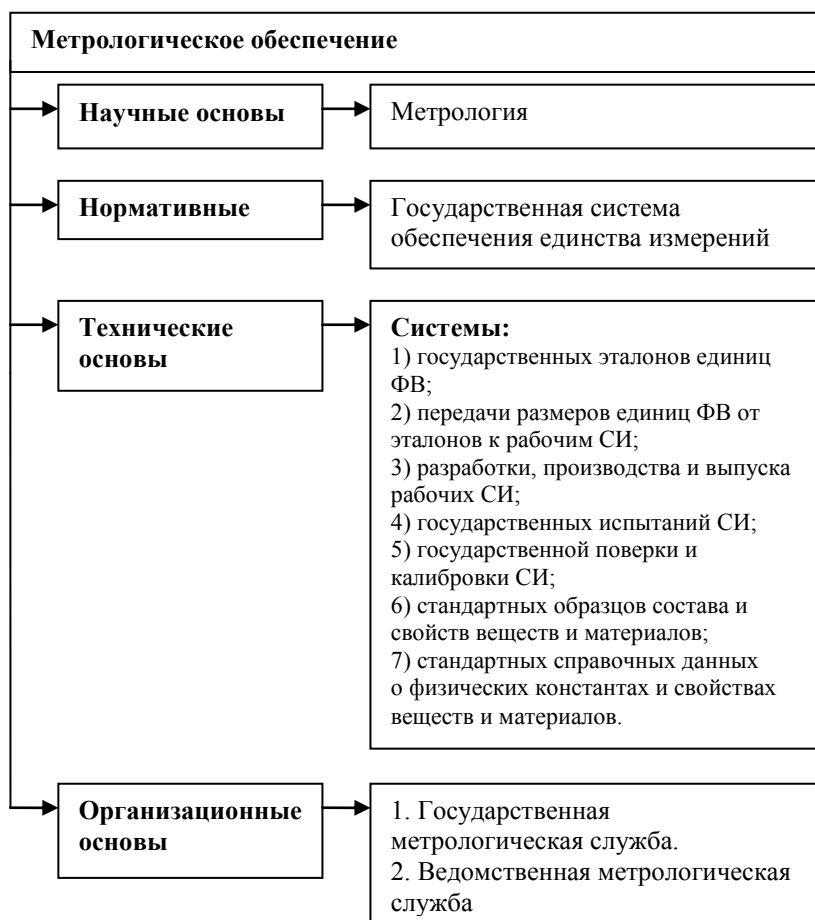 Метрологическое обеспечение
Научные основы
Метрология
Нормативные
Государственная система
обеспечения единства измерений
Технические
основы
Системы:
1) государственных эталонов единиц
ФВ;
2) передачи размеров единиц ФВ от
эталонов к рабочим СИ;
3) разработки, производства и выпуска
рабочих СИ;
4) государственных испытаний СИ;
5) государственной поверки и
калибровки СИ;
6) стандартных образцов состава и
свойств веществ и материалов;
7) стандартных справочных данных
о физических константах и свойствах
веществ и материалов.
Организационные
основы
1. Государственная
метрологическая служба.
2. Ведомственная метрологическая
служба